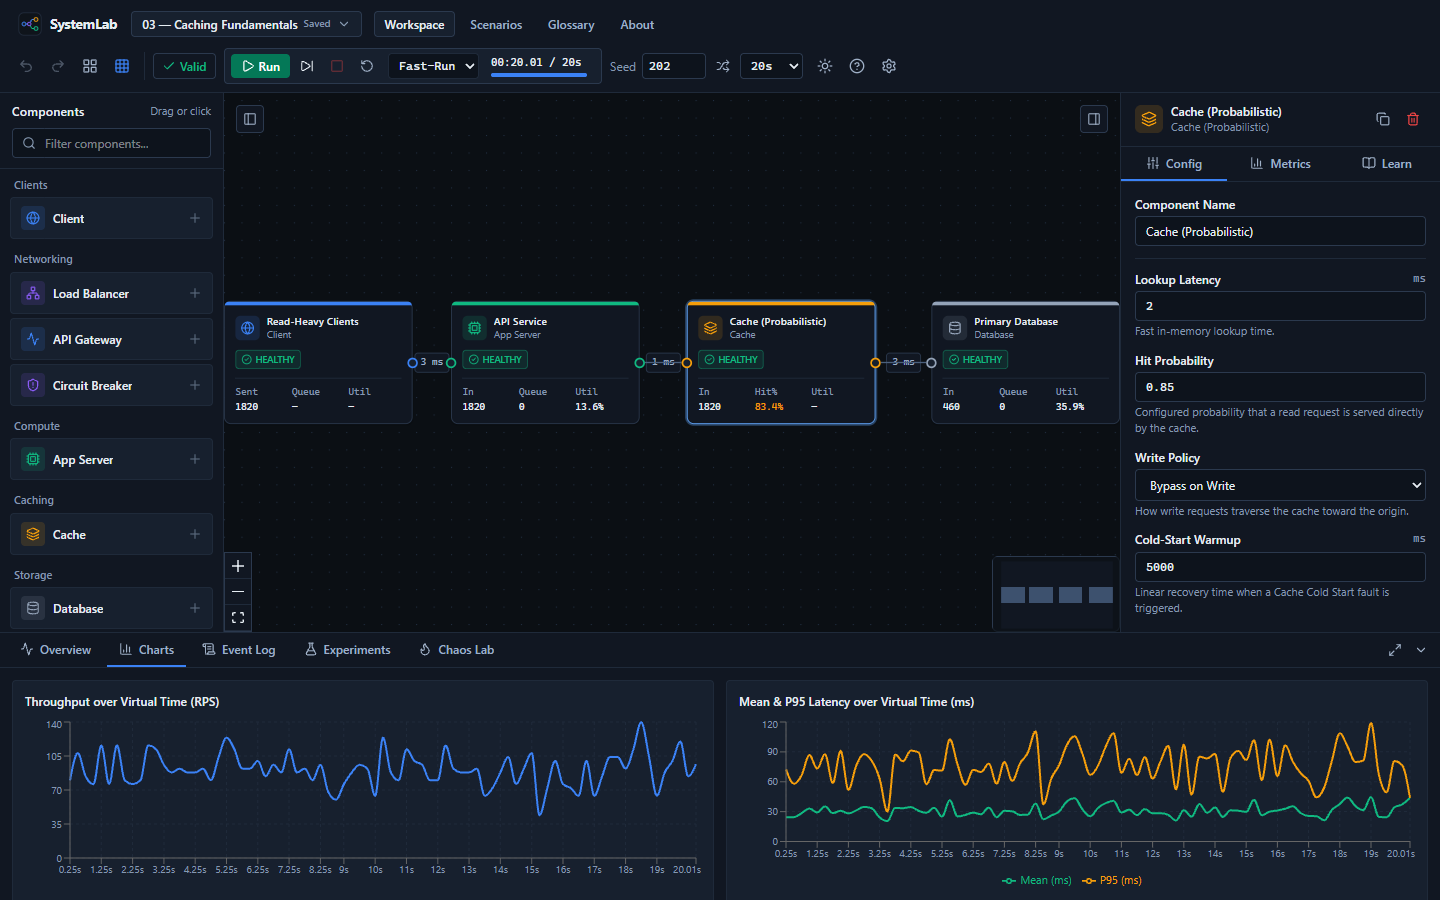 SystemLab
03 — Caching Fundamentals Saved
Workspace
Scenarios
Glossary
About
Valid
Run
Fast-Run
00:20.01 / 20s
Seed
202
20s
Components
Drag or click
Filter components...
Clients
Client
Networking
Load Balancer
API Gateway
Circuit Breaker
Compute
App Server
Caching
Cache
Storage
Database
Read-Heavy Clients
Client
HEALTHY
Sent Queue Util
1820 — —
3 ms
API Service
App Server
HEALTHY
In Queue Util
1820 0 13.6%
1 ms
Cache (Probabilistic)
Cache
HEALTHY
In Hit% Util
1820 83.4% —
3 ms
Primary Database
Database
HEALTHY
In Queue Util
460 0 35.9%
Cache (Probabilistic)
Cache (Probabilistic)
Config
Metrics
Learn
Component Name
Cache (Probabilistic)
Lookup Latency ms
2
Fast in-memory lookup time.
Hit Probability
0.85
Configured probability that a read request is served directly
by the cache.
Write Policy
Bypass on Write
How write requests traverse the cache toward the origin.
Cold-Start Warmup ms
5000
Linear recovery time when a Cache Cold Start fault is
triggered.
Overview
Charts
Event Log
Experiments
Chaos Lab
Throughput over Virtual Time (RPS)
140
105
70
35
0
0.25s 1.25s 2.25s 3.25s 4.25s 5.25s 6.25s 7.25s 8.25s 9s 10s 11s 12s 13s 14s 15s 16s 17s 18s 19s 20.01s
Mean & P95 Latency over Virtual Time (ms)
120
90
60
30
0
0.25s 1.25s 2.25s 3.25s 4.25s 5.25s 6.25s 7.25s 8.25s 9s 10s 11s 12s 13s 14s 15s 16s 17s 18s 19s 20.01s
Mean (ms) P95 (ms)